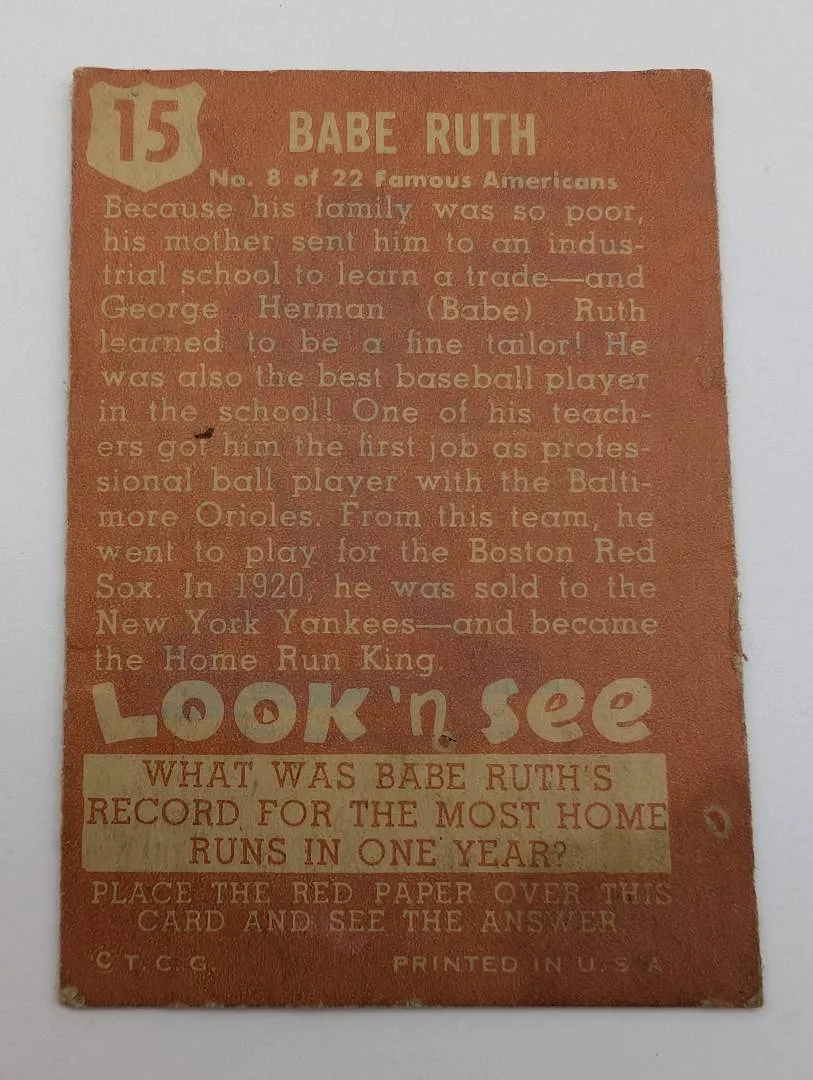 15
BABE RUTH
No. 8 of 22 Famous Americans
Because his family was so poor,
his mother sent him to an indus-
trial school to learn a trade—and
George Herman (Babe) Ruth
learned to be a fine tailor! He
was also the best baseball player
in the school! One of his teach-
ers got him the first job as profes-
sional ball player with the Balti-
more Orioles. From this team, he
went to play for the Boston Red
Sox. In 1920, he was sold to the
New York Yankees—and became
the Home Run King.
LOOK 'n See
WHAT WAS BABE RUTH'S
RECORD FOR THE MOST HOME
RUNS IN ONE YEAR?
PLACE THE RED PAPER OVER THIS
CARD AND SEE THE ANSWER.
© T. C. G. PRINTED IN U. S. A.